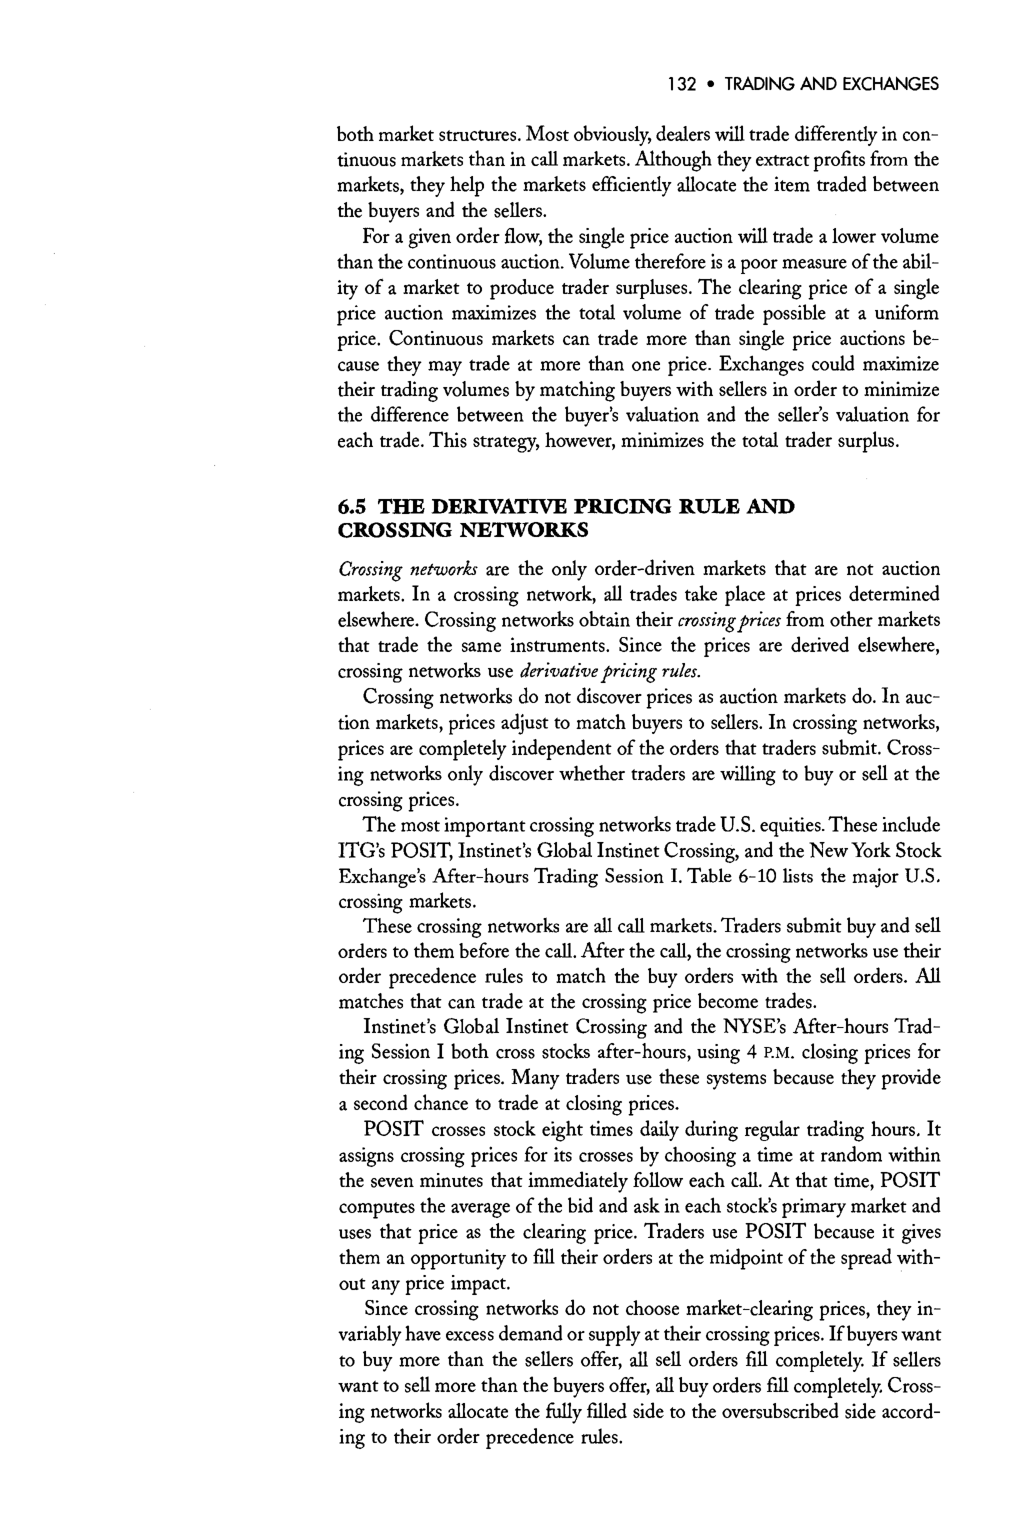 132 • TRADING AND EXCHANGES
both market structures. Most obviously, dealers will trade differently in con-
tinuous markets than in call markets. Although they extract profits from the
markets, they help the markets efficiently allocate the item traded between
the buyers and the sellers.
For a given order flow, the single price auction will trade a lower volume
than the continuous auction. Volume therefore is a poor measure of the abil-
ity of a market to produce trader surpluses. The clearing price of a single
price auction maximizes the total volume of trade possible at a uniform
price. Continuous markets can trade more than single price auctions be-
cause they may trade at more than one price. Exchanges could maximize
their trading volumes by matching buyers with sellers in order to minimize
the difference between the buyer's valuation and the seller's valuation for
each trade. This strategy, however, minimizes the total trader surplus.
6.5 THE DERIVATIVE PRICING RULE AND
CROSSING NETWORKS
Crossing networks are the only order-driven markets that are not auction
markets. In a crossing network, all trades take place at prices determined
elsewhere. Crossing networks obtain their crossing prices from other markets
that trade the same instruments. Since the prices are derived elsewhere,
crossing networks use derivative pricing rules.
Crossing networks do not discover prices as auction markets do. In auc-
tion markets, prices adjust to match buyers to sellers. In crossing networks,
prices are completely independent of the orders that traders submit. Cross-
ing networks only discover whether traders are willing to buy or sell at the
crossing prices.
The most important crossing networks trade U.S. equities. These include
ITG's POSIT, Instinet's Global Instinet Crossing, and the New York Stock
Exchange's After-hours Trading Session I. Table 6-10 lists the major U.S.
crossing markets.
These crossing networks are all call markets. Traders submit buy and sell
orders to them before the call. After the call, the crossing networks use their
order precedence rules to match the buy orders with the sell orders. All
matches that can trade at the crossing price become trades.
Instinet's Global Instinet Crossing and the NYSE's After-hours Trad-
ing Session I both cross stocks after-hours, using 4 P.M. closing prices for
their crossing prices. Many traders use these systems because they provide
a second chance to trade at closing prices.
POSIT crosses stock eight times daily during regular trading hours. It
assigns crossing prices for its crosses by choosing a time at random within
the seven minutes that immediately follow each call. At that time, POSIT
computes the average of the bid and ask in each stock's primary market and
uses that price as the clearing price. Traders use POSIT because it gives
them an opportunity to fill their orders at the midpoint of the spread with-
out any price impact.
Since crossing networks do not choose market-clearing prices, they in-
variably have excess demand or supply at their crossing prices. If buyers want
to buy more than the sellers offer, all sell orders fill completely. If sellers
want to sell more than the buyers offer, all buy orders fill completely. Cross-
ing networks allocate the fully filled side to the oversubscribed side accord-
ing to their order precedence rules.